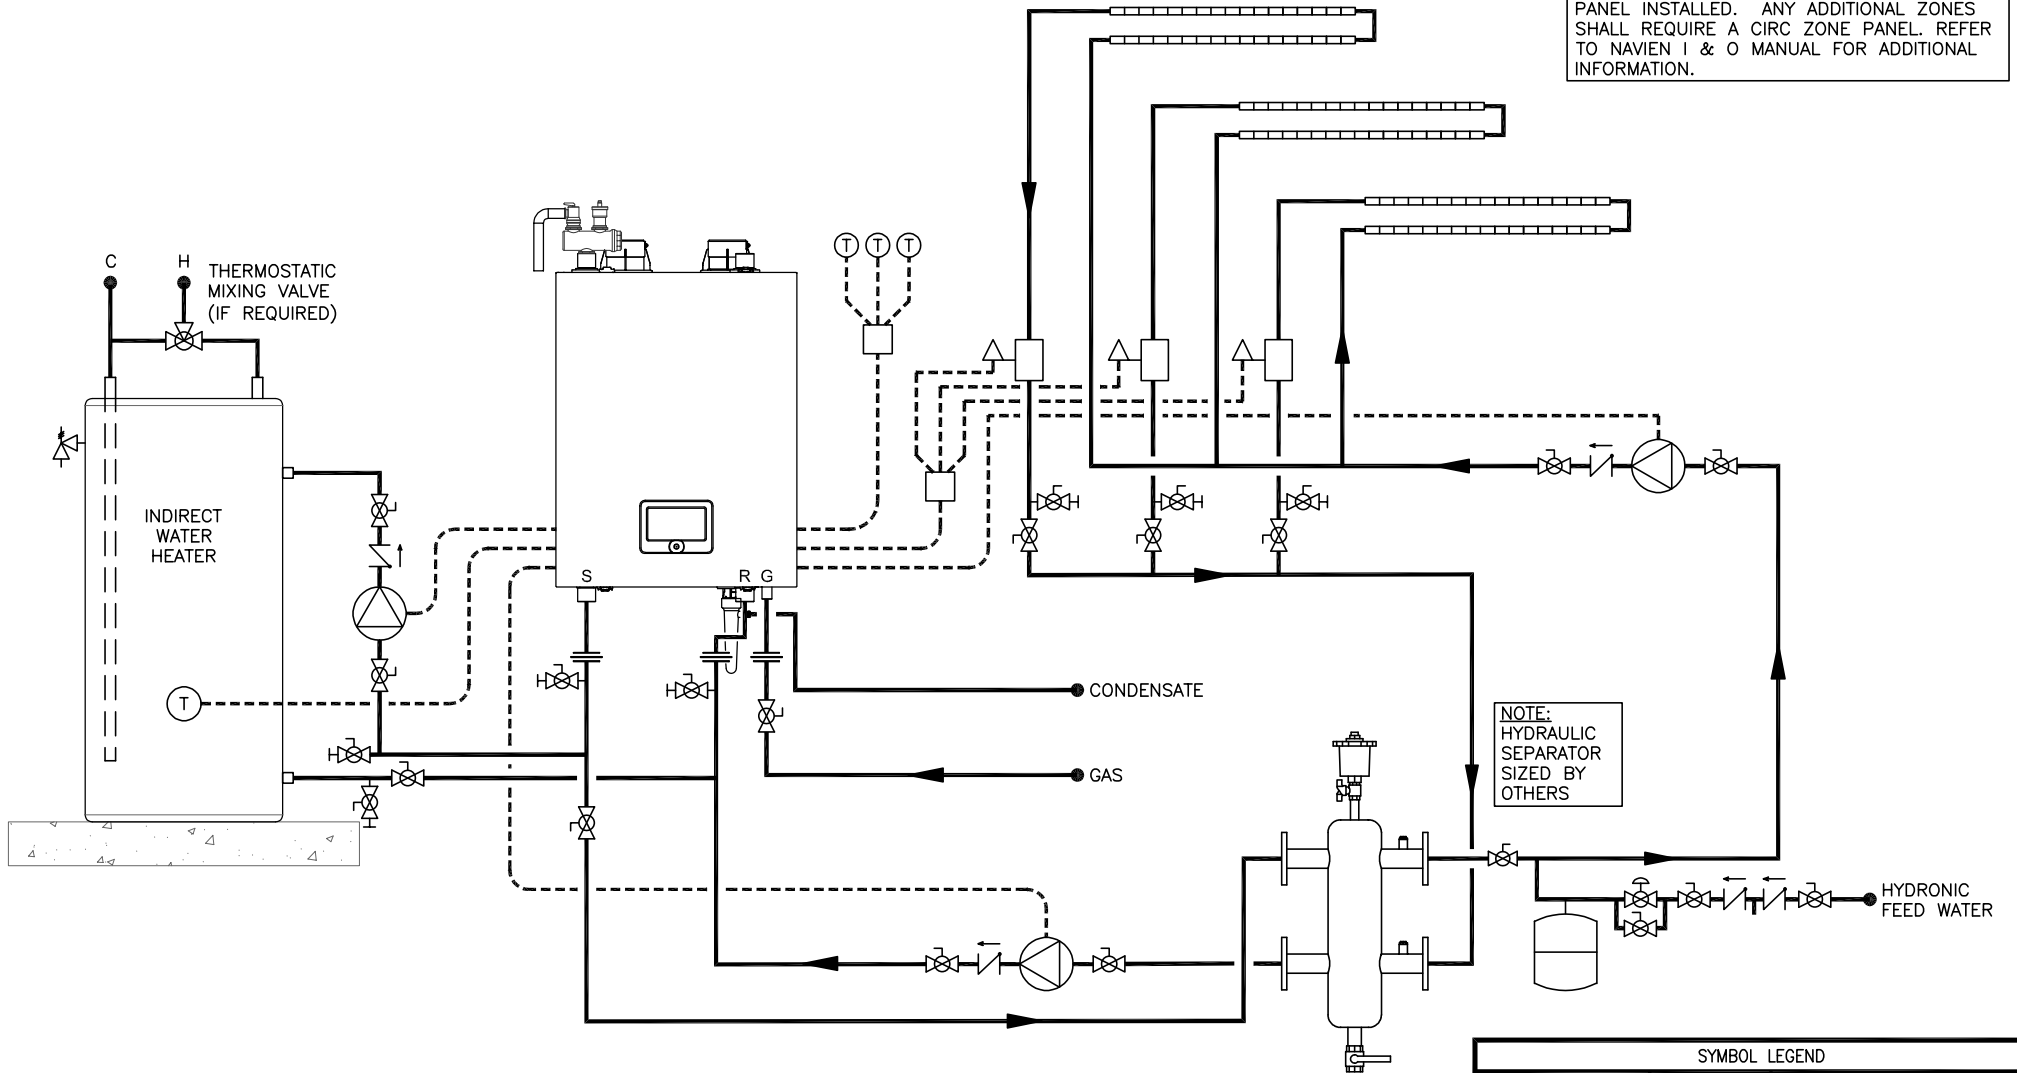 PANEL INSTALLED. ANY ADDITIONAL ZONES
SHALL REQUIRE A CIRC ZONE PANEL. REFER
TO NAVIEN I & O MANUAL FOR ADDITIONAL
INFORMATION.
C
H
THERMOSTATIC
MIXING VALVE
(IF REQUIRED)
T
T
T
INDIRECT
WATER
HEATER
S
R
G
T
CONDENSATE
GAS
NOTE:
HYDRAULIC
SEPARATOR
SIZED BY
OTHERS
HYDRONIC
FEED WATER
SYMBOL LEGEND